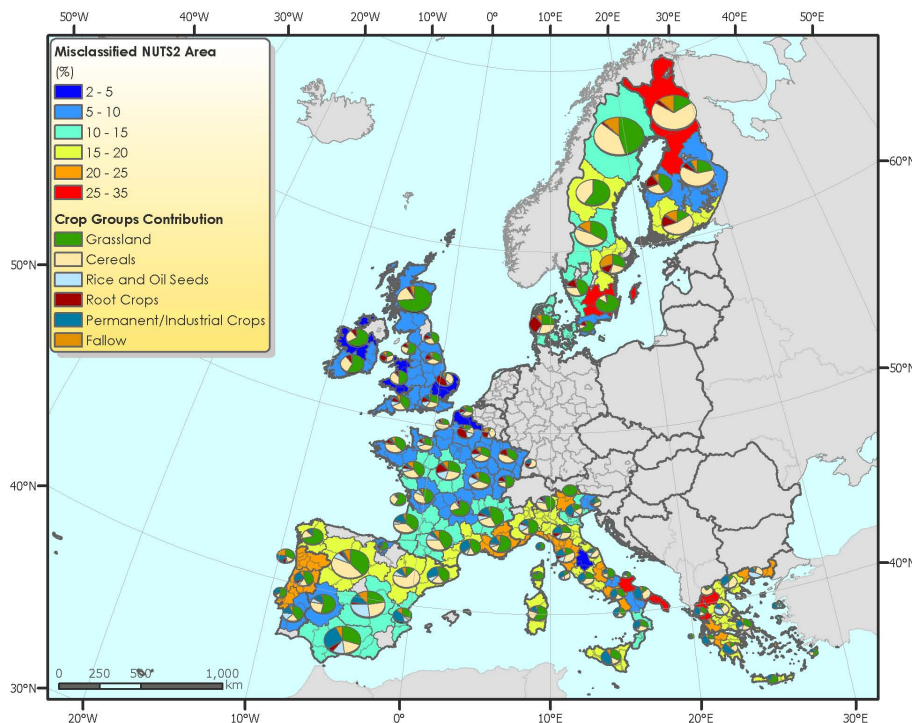 50°W 40°W 30°W 20°W 10°W 0° 10°E 20°E 30°E 40°E 50°E
Misclassified NUTS2 Area
(%)
2 - 5
5 - 10
10 - 15
15 - 20
20 - 25
25 - 35
Crop Groups Contribution
Grassland
Cereals
Rice and Oil Seeds
Root Crops
Permanent/Industrial Crops
Fallow
60°N
50°N
50°N
40°N
40°N
30°N
0 250 500 1,000
km
20°W 10°W 0° 10°E 20°E 30°E